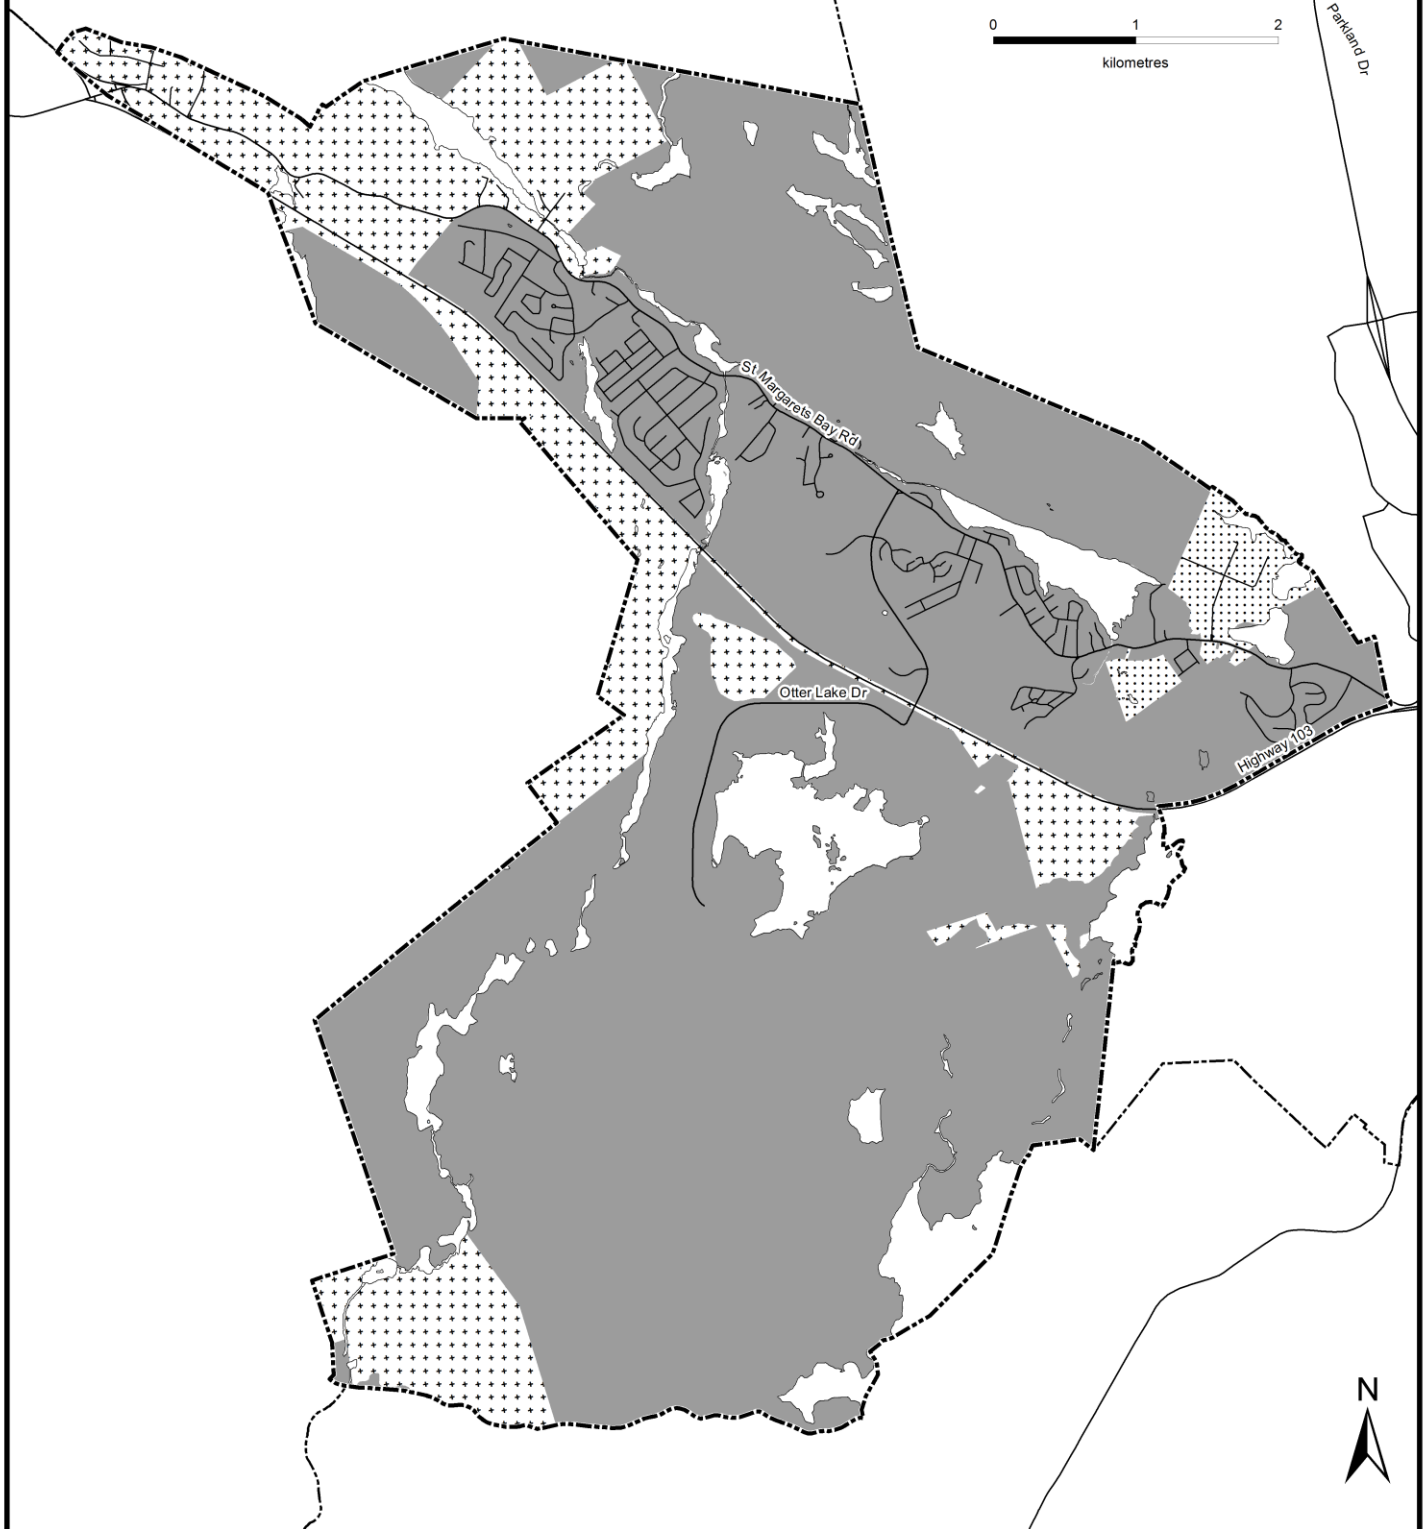 0 1 2
kilometres
Parkland Dr
St Margarets Bay Rd
Otter Lake Dr
Highway 103
N